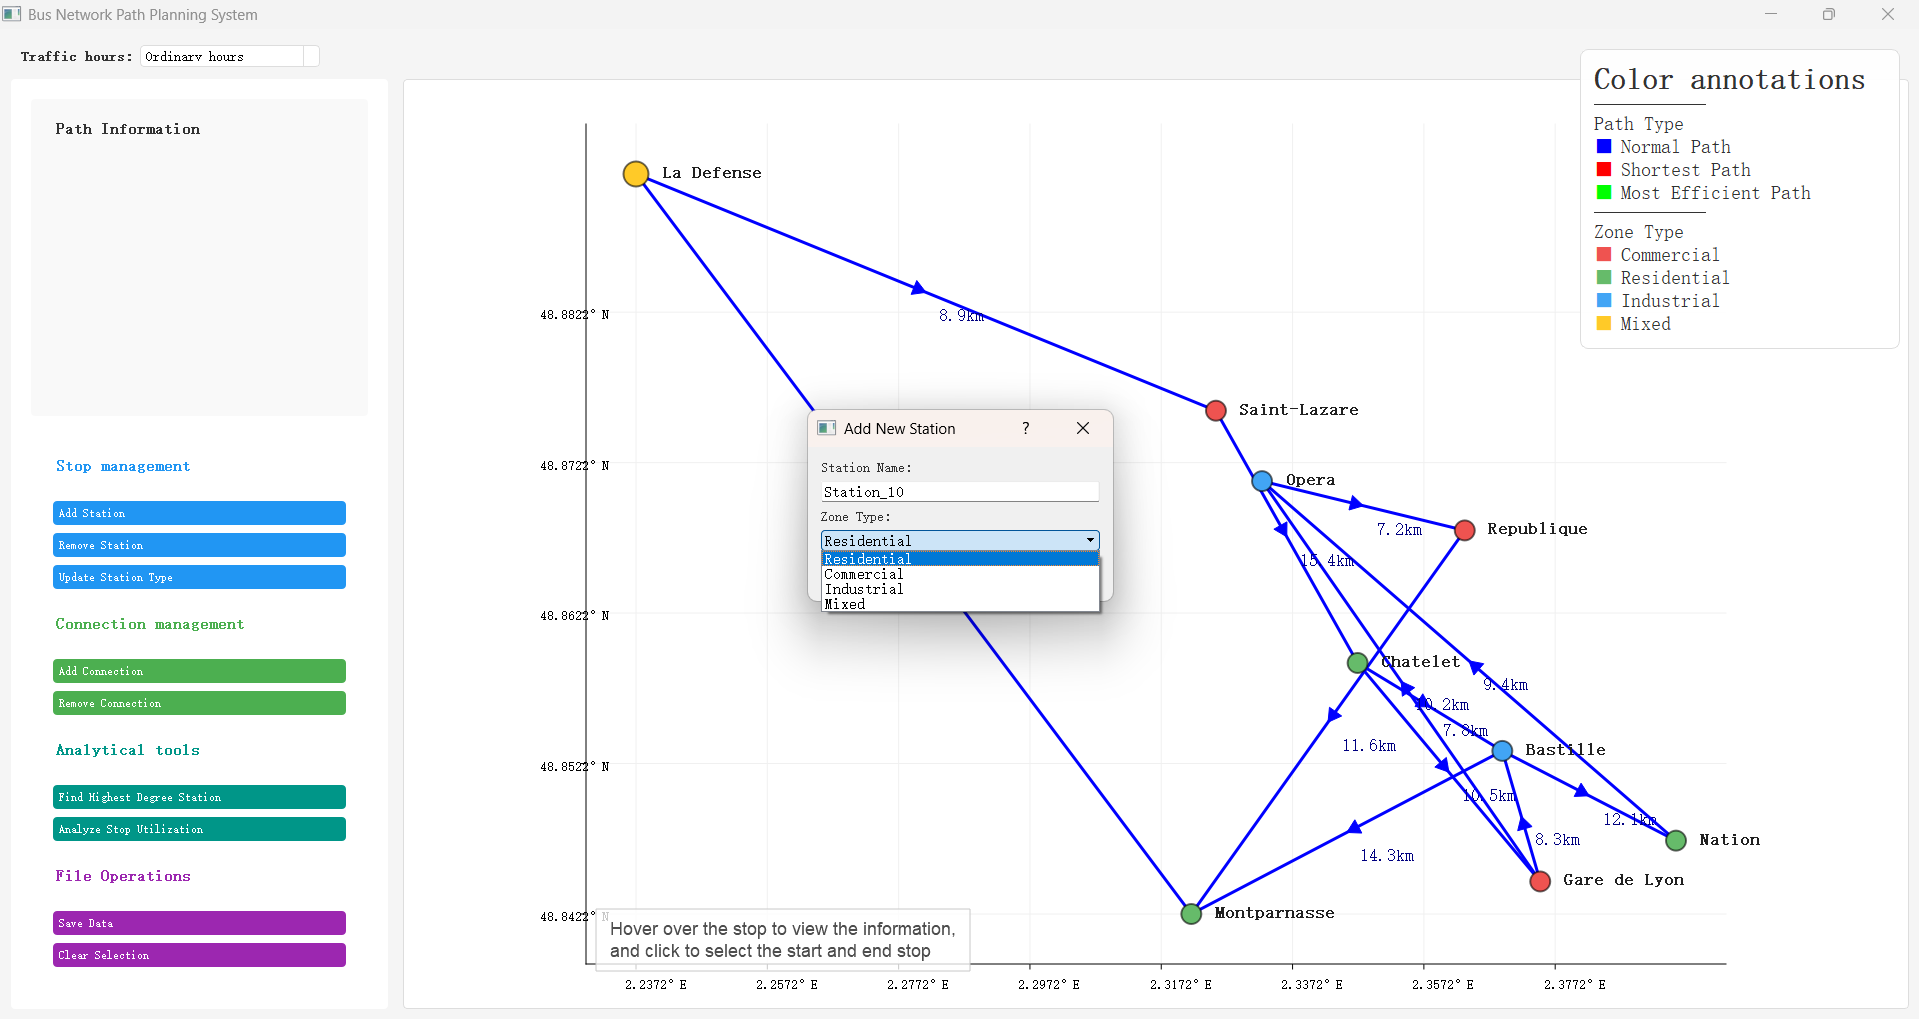 Bus Network Path Planning System
Traffic hours: Ordinary hours
Path Information
Stop management
Add Station
Remove Station
Update Station Type
Connection management
Add Connection
Remove Connection
Analytical tools
Find Highest Degree Station
Analyze Stop Utilization
File Operations
Save Data
Clear Selection
Color annotations
Path Type
Normal Path
Shortest Path
Most Efficient Path
Zone Type
Commercial
Residential
Industrial
Mixed
La Defense
8.9km
48.8822° N
Saint-Lazare
48.8722° N
Opera
Republique
7.2km
15.4km
48.8622° N
Chatelet
9.4km
10.2km
7.8km
11.6km
Bastille
48.8522° N
10.5km
12.1km
8.3km
Nation
14.3km
Gare de Lyon
Montparnasse
48.8422° N
Add New Station
?
Station Name:
Station_10
Zone Type:
Residential
Residential
Commercial
Industrial
Mixed
Hover over the stop to view the information,
and click to select the start and end stop
2.2372° E 2.2572° E 2.2772° E 2.2972° E 2.3172° E 2.3372° E 2.3572° E 2.3772° E